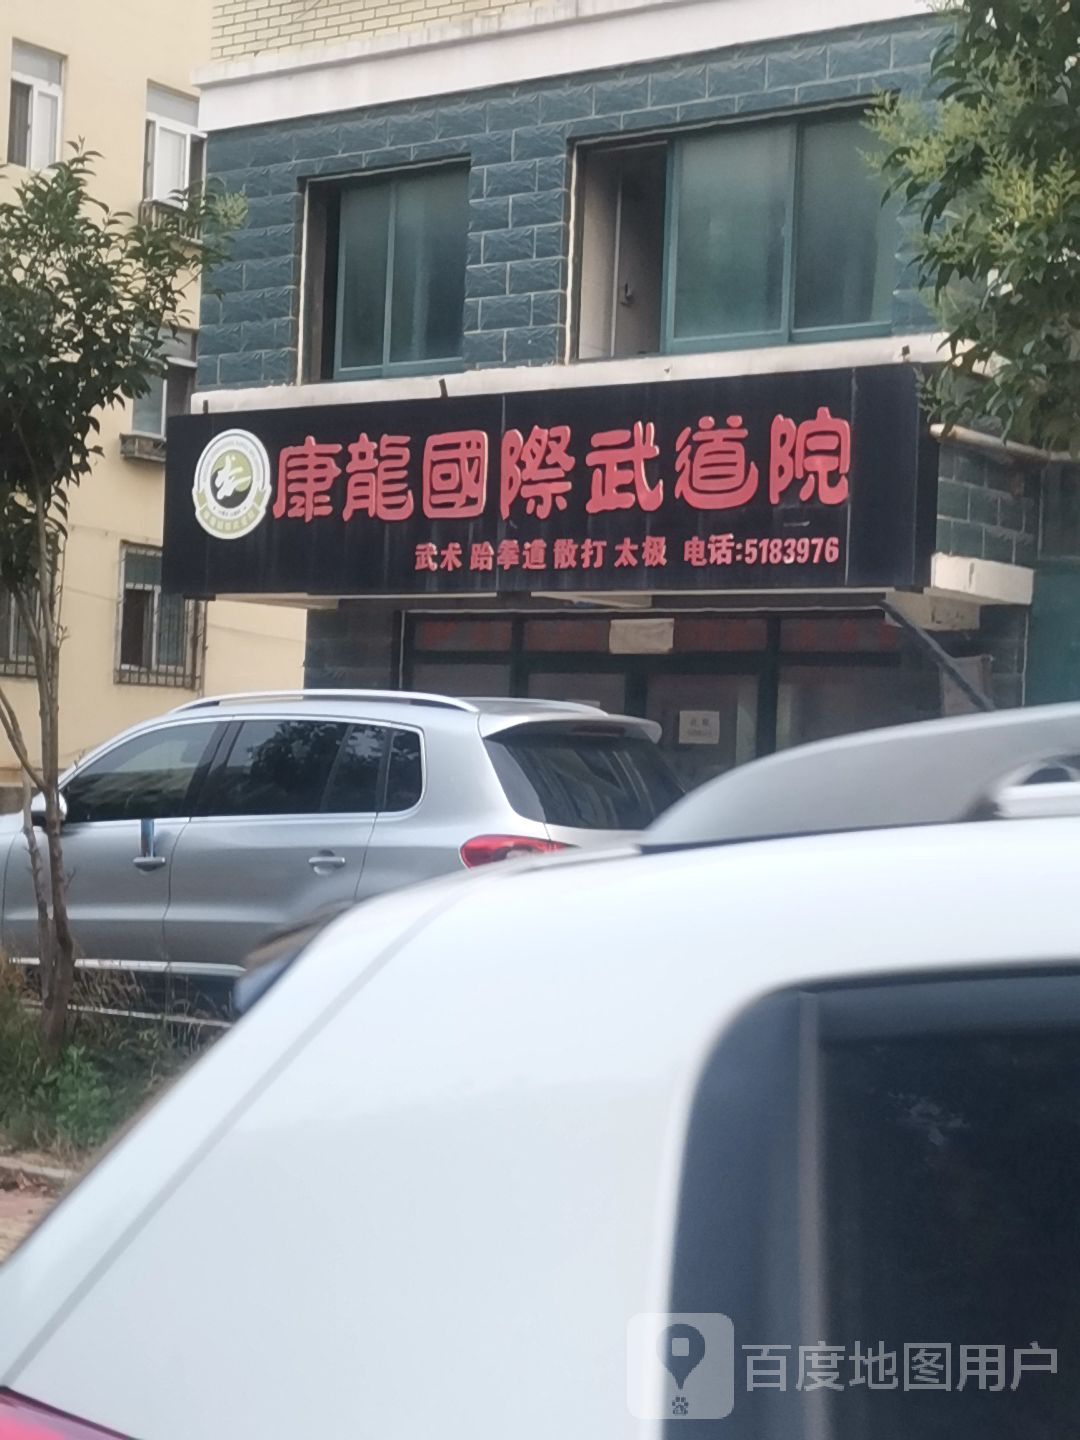 康龍國際武道院
武术 跆拳道 散打 太极 电话:5183976
百度地图用户